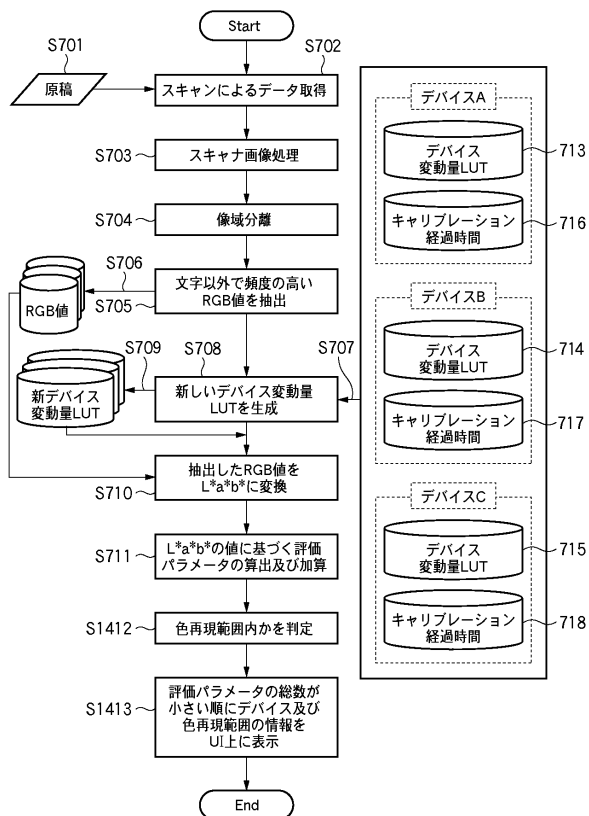 Start
S701
原稿
S702
スキャンによるデータ取得
S703
スキャナ画像処理
S704
像域分離
S706
RGB値
S705
文字以外で頻度の高い
RGB値を抽出
S709
新デバイス
変動量LUT
S708
新しいデバイス変動量
LUTを生成
S707
S710
抽出したRGB値を
L*a*b*に変換
S711
L*a*b*の値に基づく評価
パラメータの算出及び加算
S1412
色再現範囲内かを判定
S1413
評価パラメータの総数が
小さい順にデバイス及び
色再現範囲の情報を
UI上に表示
End
デバイスA
デバイス
変動量LUT
713
キャリブレーション
経過時間
716
デバイスB
デバイス
変動量LUT
714
キャリブレーション
経過時間
717
デバイスC
デバイス
変動量LUT
715
キャリブレーション
経過時間
718